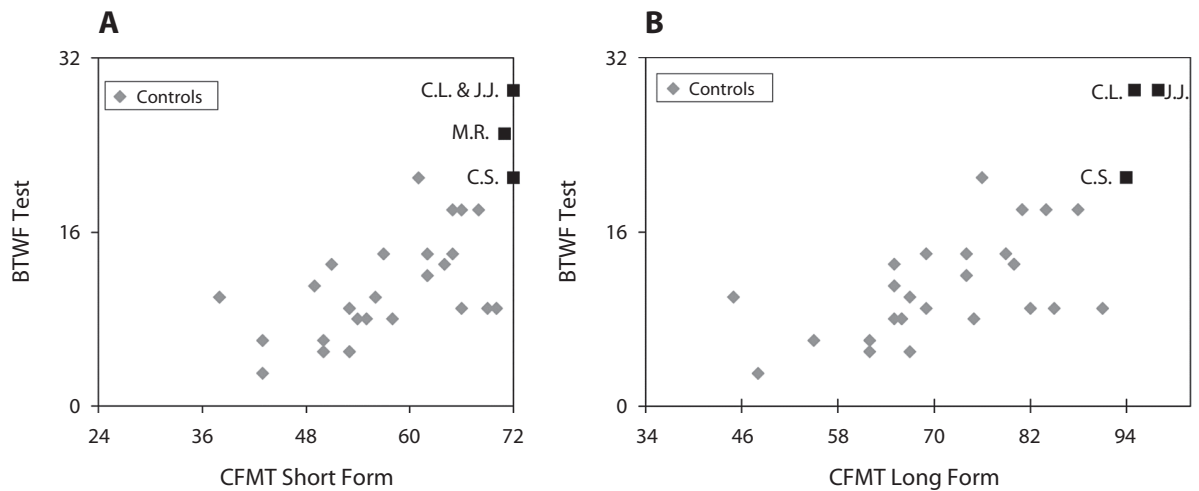 A
32
16
0
24 36 48 60 72
BTWF Test
CFMT Short Form
Controls
C.L. & J.J.
M.R.
C.S.
B
32
16
0
34 46 58 70 82 94
BTWF Test
CFMT Long Form
Controls
C.L.
J.J.
C.S.